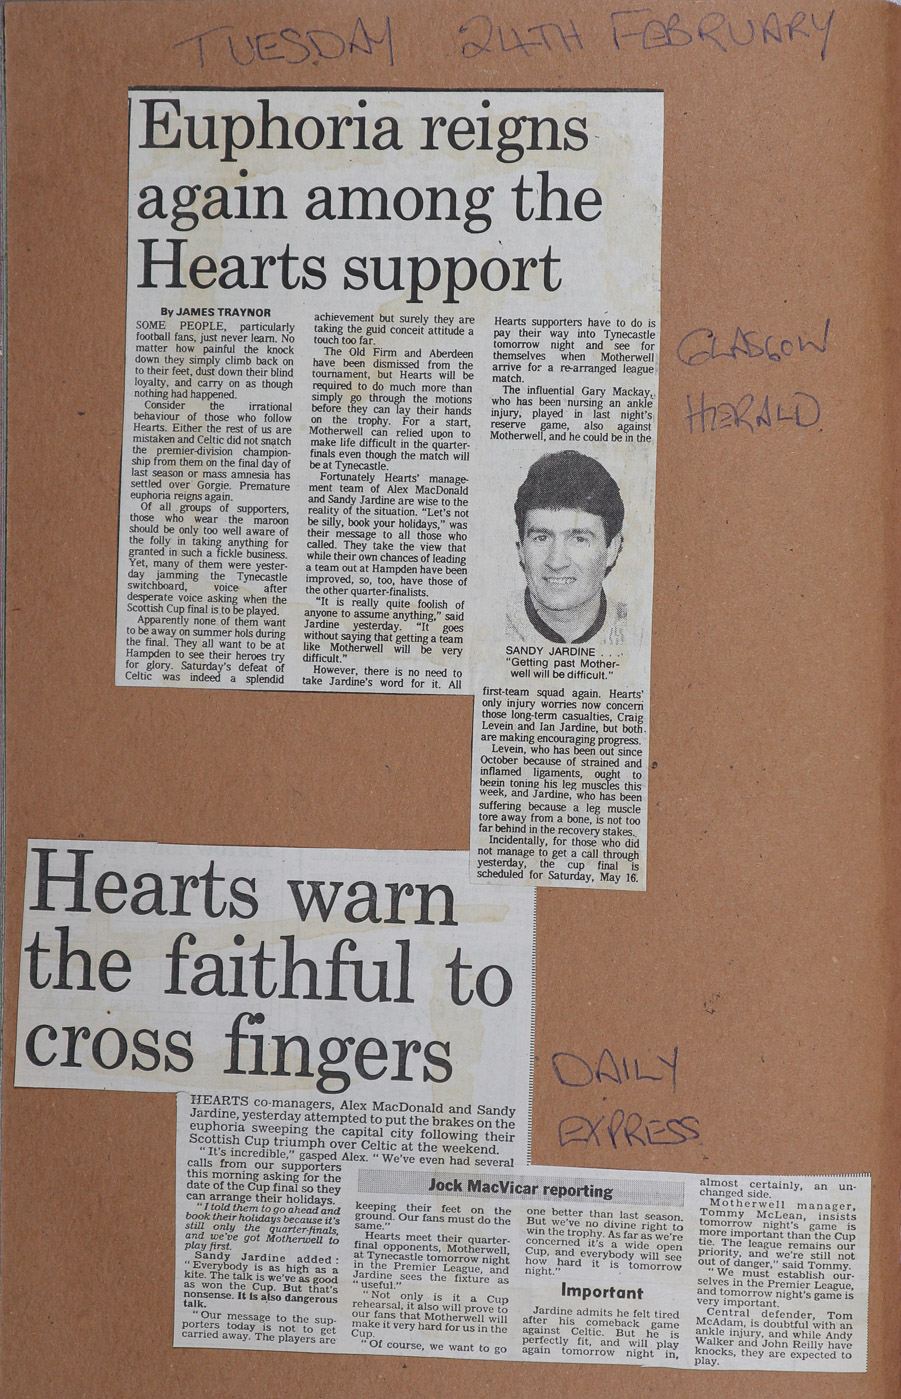 TUESDAY 24TH FEBRUARY
Euphoria reigns
again among the
Hearts support
By JAMES TRAYNOR
SOME PEOPLE, particularly
football fans, just never learn. No
matter how painful the knock
down they simply climb back on
to their feet, dust down their blind
loyalty, and carry on as though
nothing had happened.
Consider the irrational
behaviour of those who follow
Hearts. Either the rest of us are
mistaken and Celtic did not snatch
the premier-division champion-
ship from them on the final day of
last season or mass amnesia has
settled over Gorgie. Premature
euphoria reigns again.
Of all groups of supporters,
those who wear the maroon
should be only too well aware of
the folly in taking anything for
granted in such a fickle business.
Yet, many of them were yester-
day jamming the Tynecastle
switchboard, voice after
desperate voice asking when the
Scottish Cup final is to be played.
Apparently none of them want
to be away on summer hols during
the final. They all want to be at
Hampden to see their heroes try
for glory. Saturday's defeat of
Celtic was indeed a splendid
achievement but surely they are
taking the guid conceit attitude a
touch too far.
The Old Firm and Aberdeen
have been dismissed from the
tournament, but Hearts will be
required to do much more than
simply go through the motions
before they can lay their hands
on the trophy. For a start,
Motherwell can relied upon to
make life difficult in the quarter-
finals even though the match will
be at Tynecastle.
Fortunately Hearts' manage-
ment team of Alex MacDonald
and Sandy Jardine are wise to the
reality of the situation. "Let's not
be silly, book your holidays," was
their message to all those who
called. They take the view that
while their own chances of leading
a team out at Hampden have been
improved, so, too, have those of
the other quarter-finalists.
"It is really quite foolish of
anyone to assume anything," said
Jardine yesterday. "It goes
without saying that getting a team
like Motherwell will be very
difficult."
However, there is no need to
take Jardine's word for it. All
Hearts supporters have to do is
pay their way into Tynecastle
tomorrow night and see for
themselves when Motherwell
arrive for a re-arranged league
match.
The influential Gary Mackay,
who has been nursing an ankle
injury, played in last night's
reserve game, also against
Motherwell, and he could be in the
SANDY JARDINE . . .
"Getting past Mother-
well will be difficult."
first-team squad again. Hearts'
only injury worries now concern
those long-term casualties, Craig
Levein and Ian Jardine, but both
are making encouraging progress.
Levein, who has been out since
October because of strained and
inflamed ligaments, ought to
begin toning his leg muscles this
week, and Jardine, who has been
suffering because a leg muscle
tore away from a bone, is not too
far behind in the recovery stakes.
Incidentally, for those who did
not manage to get a call through
yesterday, the cup final is
scheduled for Saturday, May 16.
GLASGOW
HERALD
Hearts warn
the faithful to
cross fingers
DAILY
EXPRESS
HEARTS co-managers, Alex MacDonald and Sandy
Jardine, yesterday attempted to put the brakes on the
euphoria sweeping the capital city following their
Scottish Cup triumph over Celtic at the weekend.
"It's incredible," gasped Alex. "We've even had several
calls from our supporters
this morning asking for the
date of the Cup final so they
can arrange their holidays.
"I told them to go ahead and
book their holidays because it's
still only the quarter-finals,
and we've got Motherwell to
play first.
Sandy Jardine added:
"Everybody is as high as a
kite. The talk is we've as good
as won the Cup. But that's
nonsense. It is also dangerous
talk.
"Our message to the sup-
porters today is not to get
carried away. The players are
Jock MacVicar reporting
keeping their feet on the
ground. Our fans must do the
same."
Hearts meet their quarter-
final opponents, Motherwell,
at Tynecastle tomorrow night
in the Premier League, and
Jardine sees the fixture as
"useful."
"Not only is it a Cup
rehearsal, it also will prove to
our fans that Motherwell will
make it very hard for us in the
Cup.
"Of course, we want to go
one better than last season.
But we've no divine right to
win the trophy. As far as we're
concerned it's a wide open
Cup, and everybody will see
how hard it is tomorrow
night."
Important
Jardine admits he felt tired
after his comeback game
against Celtic. But he is
perfectly fit, and will play
again tomorrow night in,
almost certainly, an un-
changed side.
Motherwell manager,
Tommy McLean, insists
tomorrow night's game is
more important than the Cup
tie. The league remains our
priority, and we're still not
out of danger," said Tommy.
"We must establish our-
selves in the Premier League,
and tomorrow night's game is
very important.
Central defender, Tom
McAdam, is doubtful with an
ankle injury, and while Andy
Walker and John Reilly have
knocks, they are expected to
play.